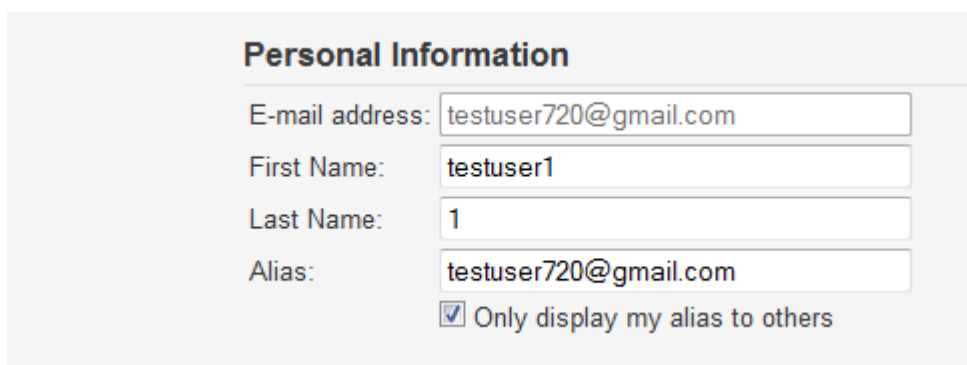 Personal Information
E-mail address: testuser720@gmail.com
First Name: testuser1
Last Name: 1
Alias: testuser720@gmail.com
Only display my alias to others